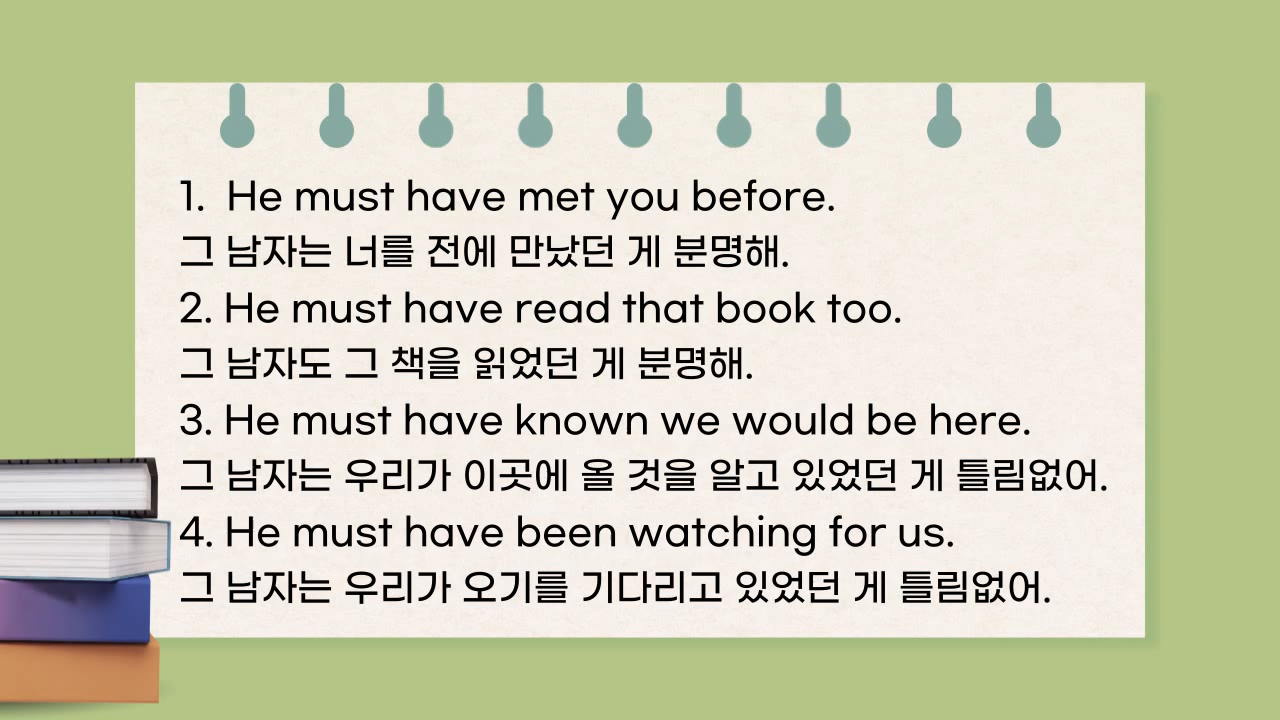 1. He must have met you before.
그 남자는 너를 전에 만났던 게 분명해.
2. He must have read that book too.
그 남자도 그 책을 읽었던 게 분명해.
3. He must have known we would be here.
그 남자는 우리가 이곳에 올 것을 알고 있었던 게 틀림없어.
4. He must have been watching for us.
그 남자는 우리가 오기를 기다리고 있었던 게 틀림없어.